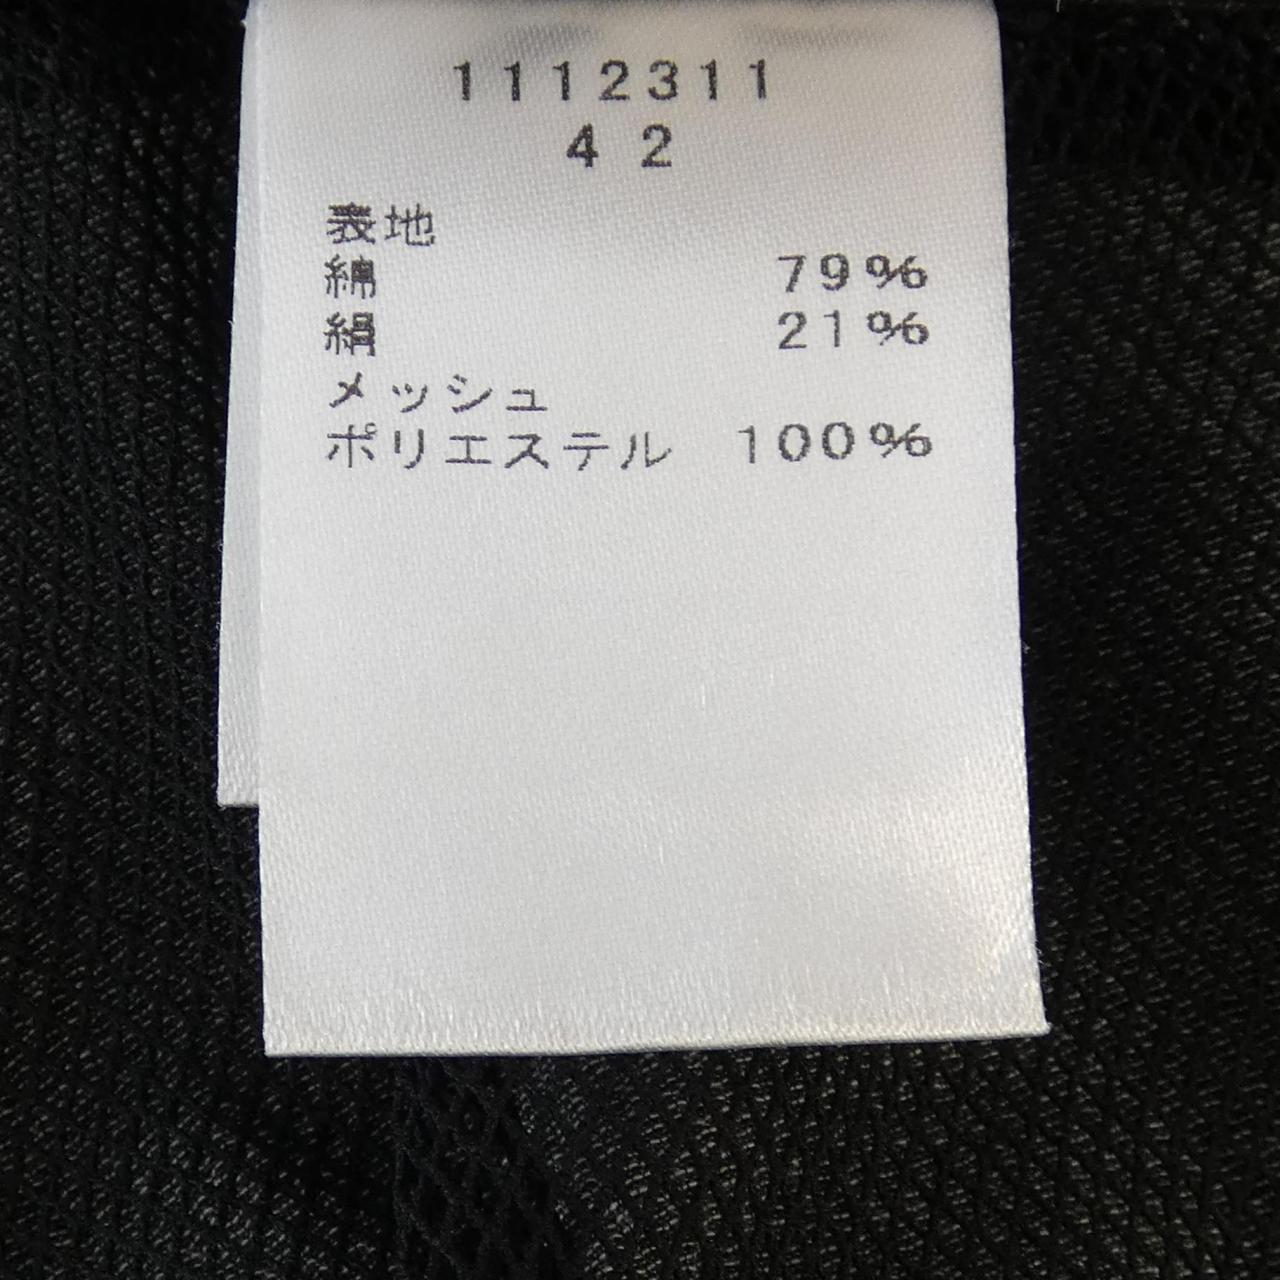 1112311
42
表地
綿 79%
絹 21%
メッシュ
ポリエステル 100%